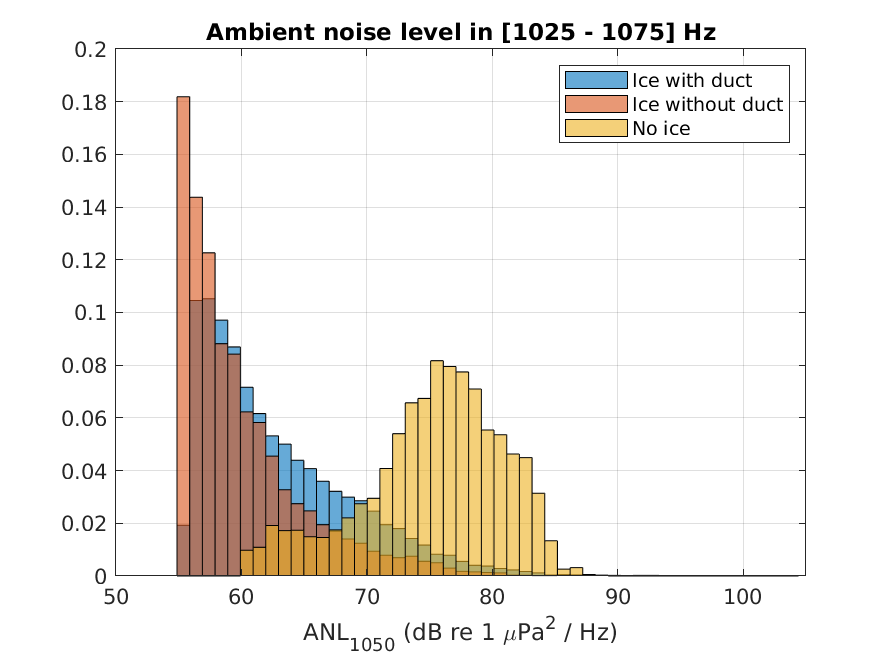 Ambient noise level in [1025 - 1075] Hz
0.2
0.18
0.16
0.14
0.12
0.1
0.08
0.06
0.04
0.02
0
Ice with duct
Ice without duct
No ice
50 60 70 80 90 100
ANL₁₀₅₀ (dB re 1 μPa² / Hz)